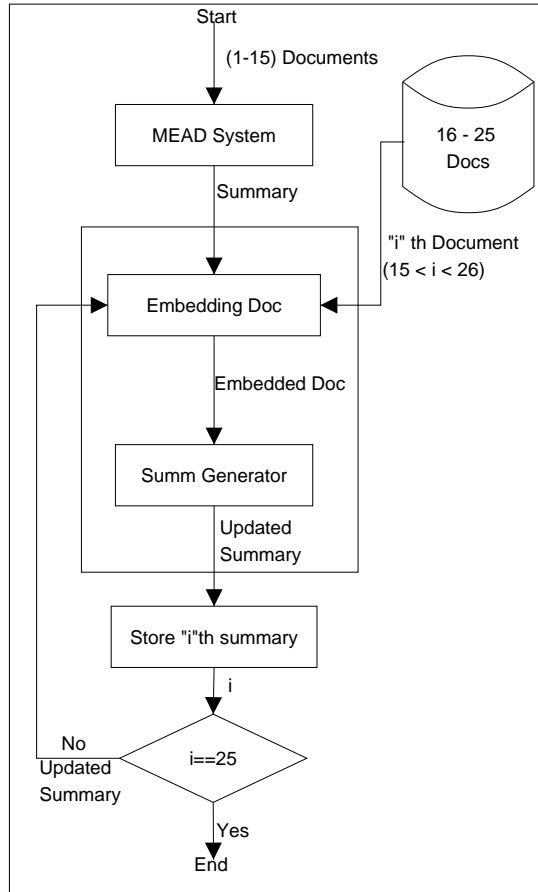 Start
(1-15) Documents
MEAD System
16 - 25
Docs
Summary
"i" th Document
(15 < i < 26)
Embedding Doc
Embedded Doc
Summ Generator
Updated
Summary
Store "i"th summary
i
i==25
No
Updated
Summary
Yes
End